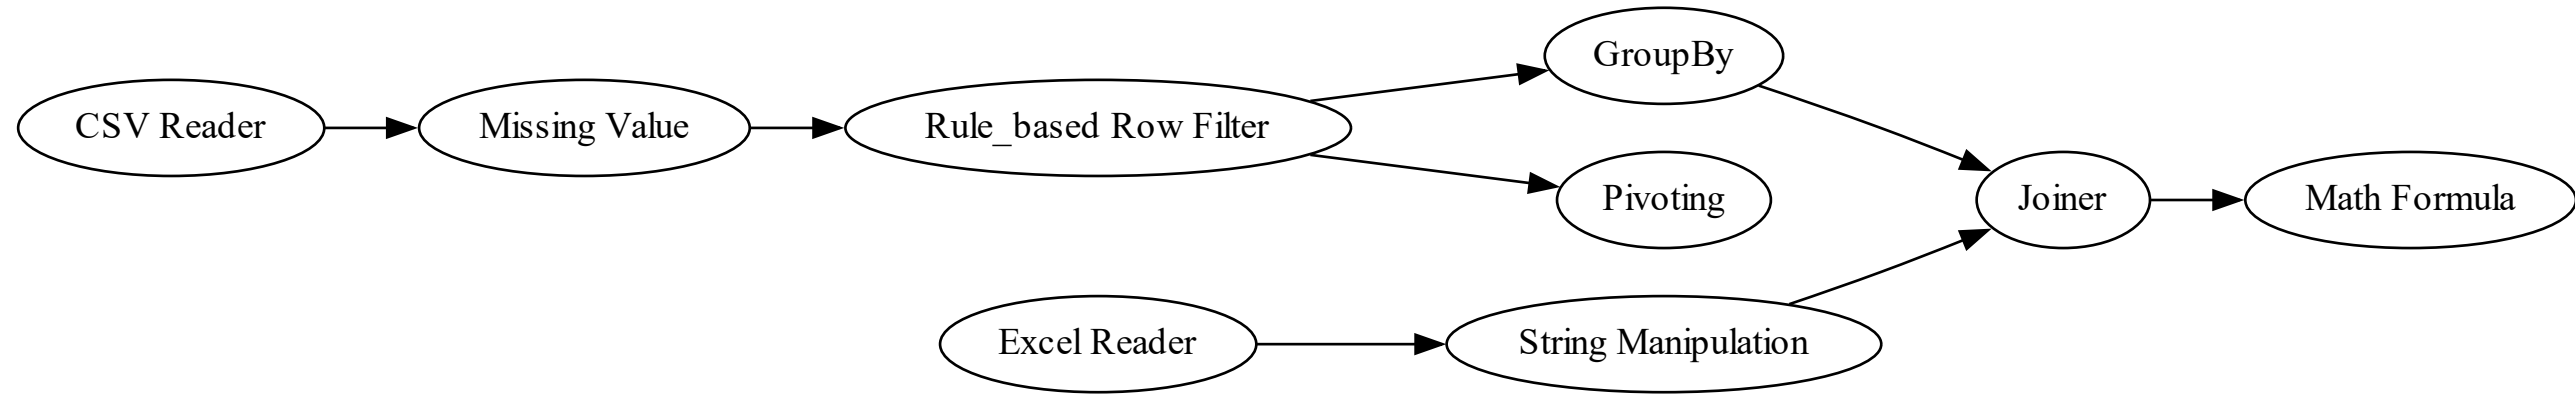 CSV Reader
Missing Value
Rule_based Row Filter
GroupBy
Pivoting
Excel Reader
String Manipulation
Joiner
Math Formula